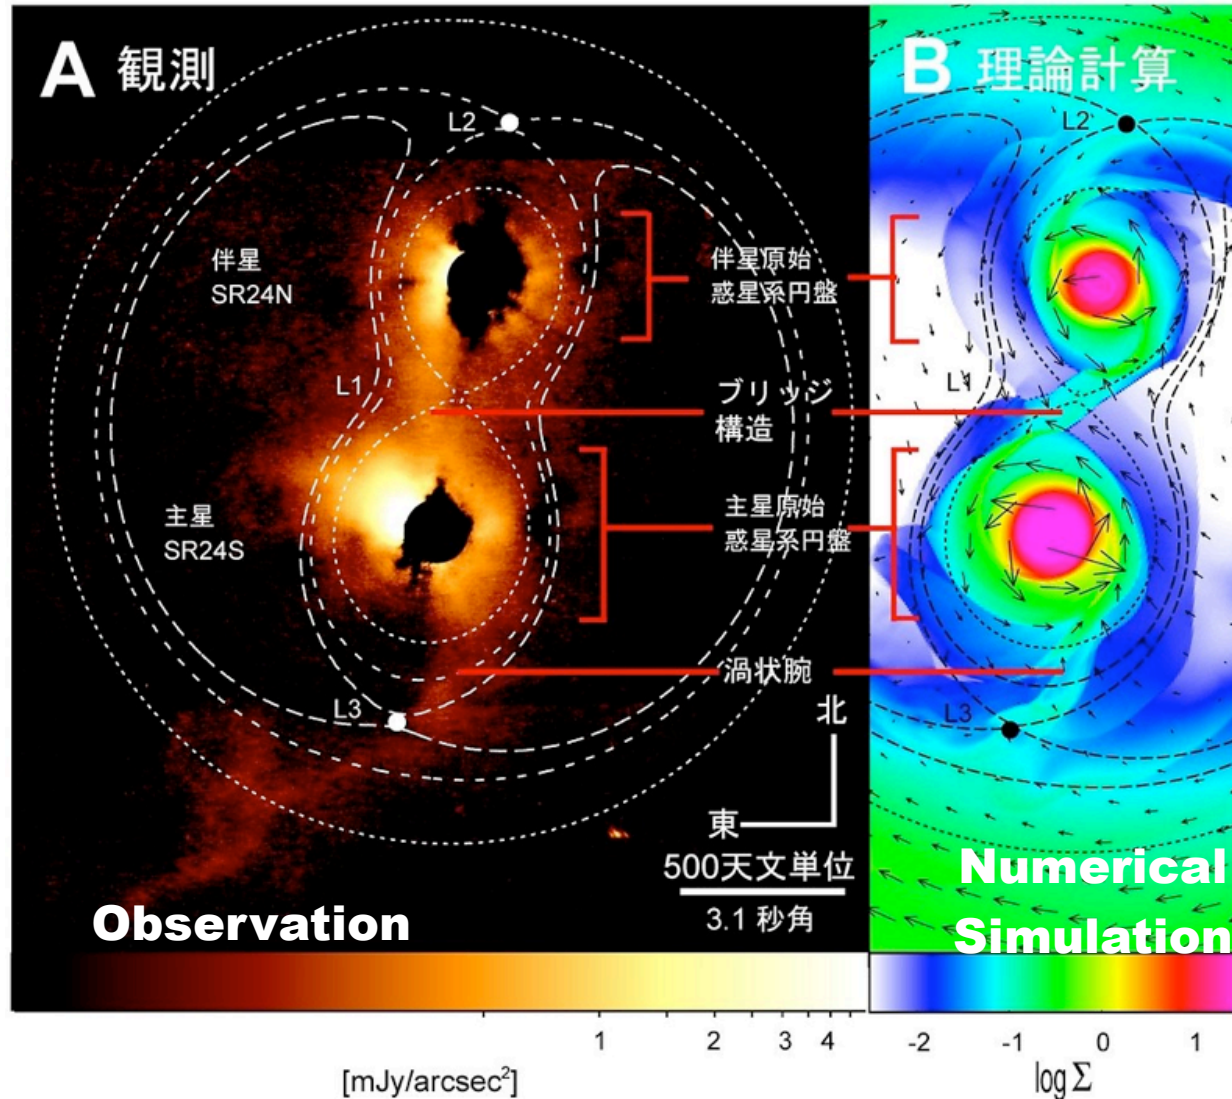 A 観測
L2
伴星
SR24N
L1
主星
SR24S
L3
伴星原始
惑星系円盤
ブリッジ
構造
主星原始
惑星系円盤
渦状腕
北
東
500天文単位
3.1 秒角
Observation
1 2 3 4
[mJy/arcsec²]
B 理論計算
L2
L1
L3
Numerical
Simulation
-2 -1 0 1
log Σ